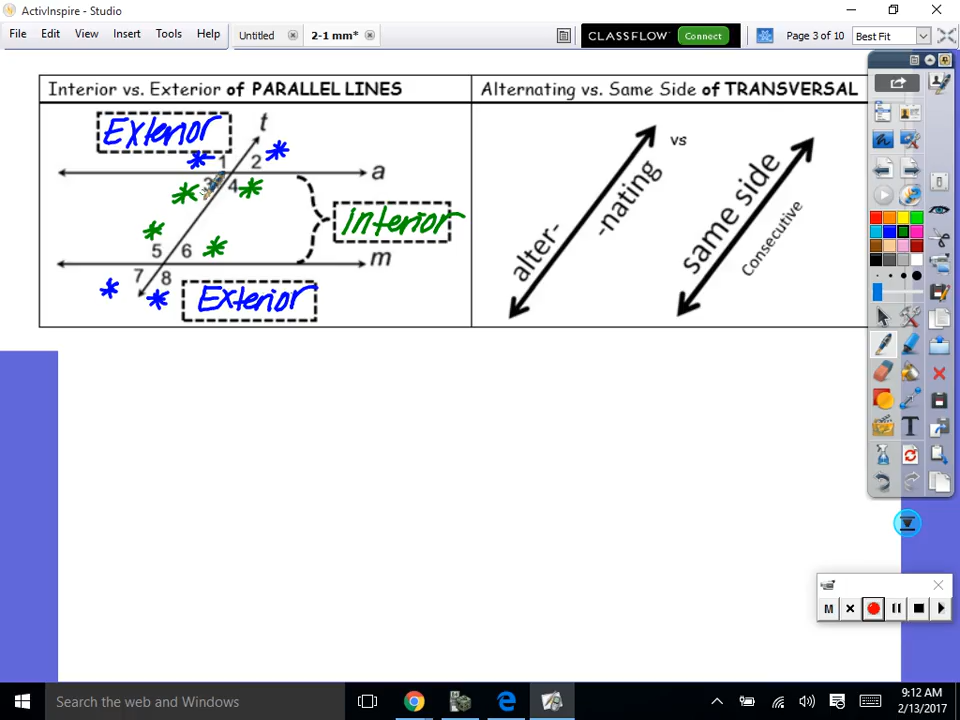 ActivInspire - Studio
File Edit View Insert Tools Help Untitled 2-1 mm* CLASSFLOW Connect Page 3 of 10 Best Fit
Interior vs. Exterior of PARALLEL LINES
Alternating vs. Same Side of TRANSVERSAL
Exterior
t
* 1 2 *
a
* 3 4 *
Interior
* 5 6 *
m
7 8
* * Exterior
alter- -nating
vs
same side
Consecutive
T
M
Search the web and Windows
9:12 AM
2/13/2017